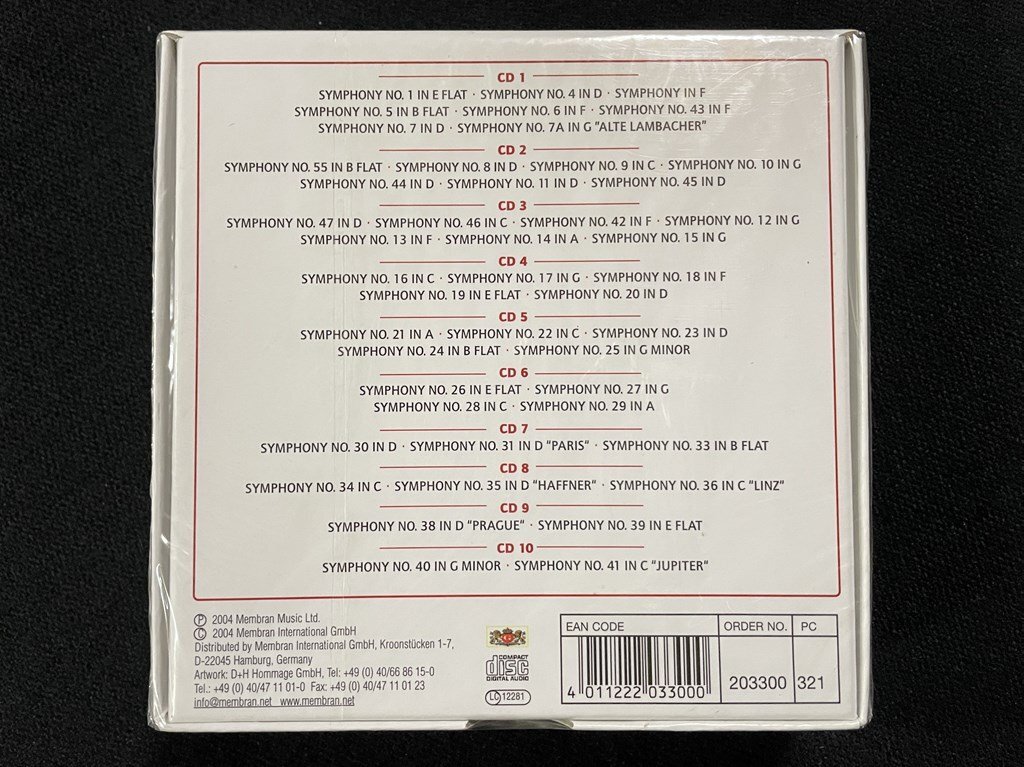 CD 1
SYMPHONY NO. 1 IN E FLAT · SYMPHONY NO. 4 IN D · SYMPHONY IN F
SYMPHONY NO. 5 IN B FLAT · SYMPHONY NO. 6 IN F · SYMPHONY NO. 43 IN F
SYMPHONY NO. 7 IN D · SYMPHONY NO. 7A IN G "ALTE LAMBACHER"
CD 2
SYMPHONY NO. 55 IN B FLAT · SYMPHONY NO. 8 IN D · SYMPHONY NO. 9 IN C · SYMPHONY NO. 10 IN G
SYMPHONY NO. 44 IN D · SYMPHONY NO. 11 IN D · SYMPHONY NO. 45 IN D
CD 3
SYMPHONY NO. 47 IN D · SYMPHONY NO. 46 IN C · SYMPHONY NO. 42 IN F · SYMPHONY NO. 12 IN G
SYMPHONY NO. 13 IN F · SYMPHONY NO. 14 IN A · SYMPHONY NO. 15 IN G
CD 4
SYMPHONY NO. 16 IN C · SYMPHONY NO. 17 IN G · SYMPHONY NO. 18 IN F
SYMPHONY NO. 19 IN E FLAT · SYMPHONY NO. 20 IN D
CD 5
SYMPHONY NO. 21 IN A · SYMPHONY NO. 22 IN C · SYMPHONY NO. 23 IN D
SYMPHONY NO. 24 IN B FLAT · SYMPHONY NO. 25 IN G MINOR
CD 6
SYMPHONY NO. 26 IN E FLAT · SYMPHONY NO. 27 IN G
SYMPHONY NO. 28 IN C · SYMPHONY NO. 29 IN A
CD 7
SYMPHONY NO. 30 IN D · SYMPHONY NO. 31 IN D "PARIS" · SYMPHONY NO. 33 IN B FLAT
CD 8
SYMPHONY NO. 34 IN C · SYMPHONY NO. 35 IN D "HAFFNER" · SYMPHONY NO. 36 IN C "LINZ"
CD 9
SYMPHONY NO. 38 IN D "PRAGUE" · SYMPHONY NO. 39 IN E FLAT
CD 10
SYMPHONY NO. 40 IN G MINOR · SYMPHONY NO. 41 IN C "JUPITER"
Ⓟ 2004 Membran Music Ltd.
© 2004 Membran International GmbH
Distributed by Membran International GmbH, Kroonstücken 1-7,
D-22045 Hamburg, Germany
Artwork: D+H Hommage GmbH, Tel: +49 (0) 40/66 86 15-0
Tel.: +49 (0) 40/47 11 01-0 Fax: +49 (0) 40/47 11 01 23
info@membran.net www.membran.net
COMPACT
disc
DIGITAL AUDIO
LC 12281
EAN CODE
4 011222 033000
ORDER NO.
203300
PC
321